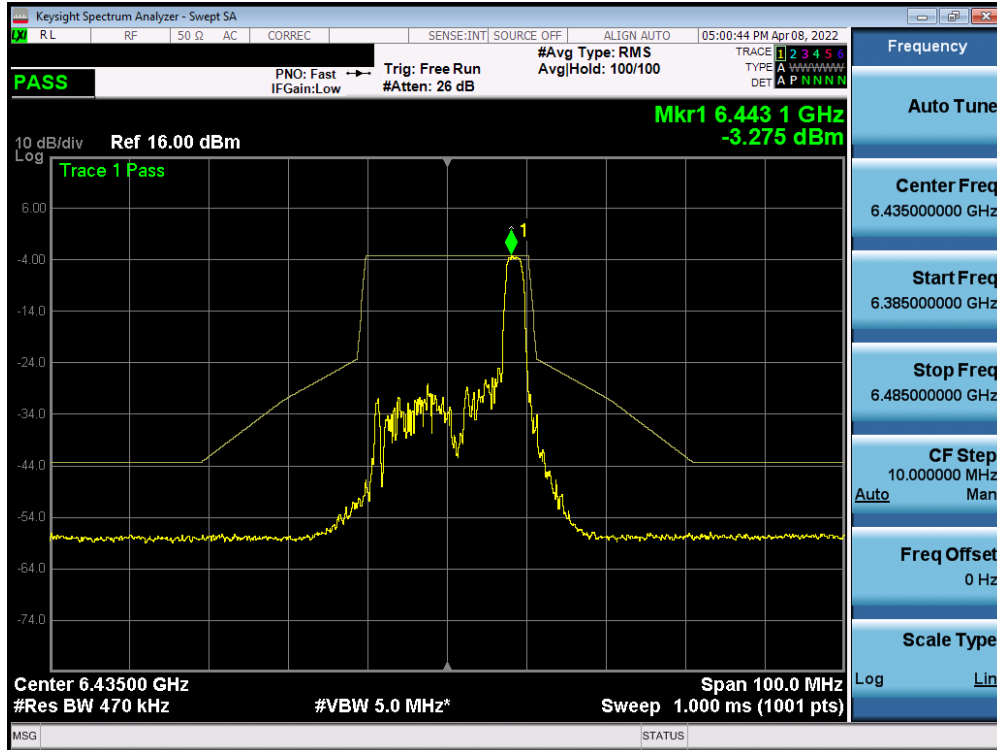 Keysight Spectrum Analyzer - Swept SA
LXI RL RF 50 Ω AC CORREC SENSE:INT SOURCE OFF ALIGN AUTO 05:00:44 PM Apr 08, 2022
Frequency
#Avg Type: RMS TRACE 1 2 3 4 5 6
PNO: Fast Trig: Free Run Avg|Hold: 100/100 TYPE A WWWWW
PASS IFGain:Low #Atten: 26 dB DET A P N N N N
Auto Tune
Mkr1 6.443 1 GHz
-3.275 dBm
10 dB/div Ref 16.00 dBm
Log
Trace 1 Pass
Center Freq
6.435000000 GHz
6.00
1
-4.00
Start Freq
6.385000000 GHz
-14.0
-24.0
Stop Freq
6.485000000 GHz
-34.0
-44.0
CF Step
10.000000 MHz
Auto Man
-54.0
Freq Offset
0 Hz
-64.0
-74.0
Scale Type
Log Lin
Center 6.43500 GHz Span 100.0 MHz
#Res BW 470 kHz #VBW 5.0 MHz* Sweep 1.000 ms (1001 pts)
MSG STATUS